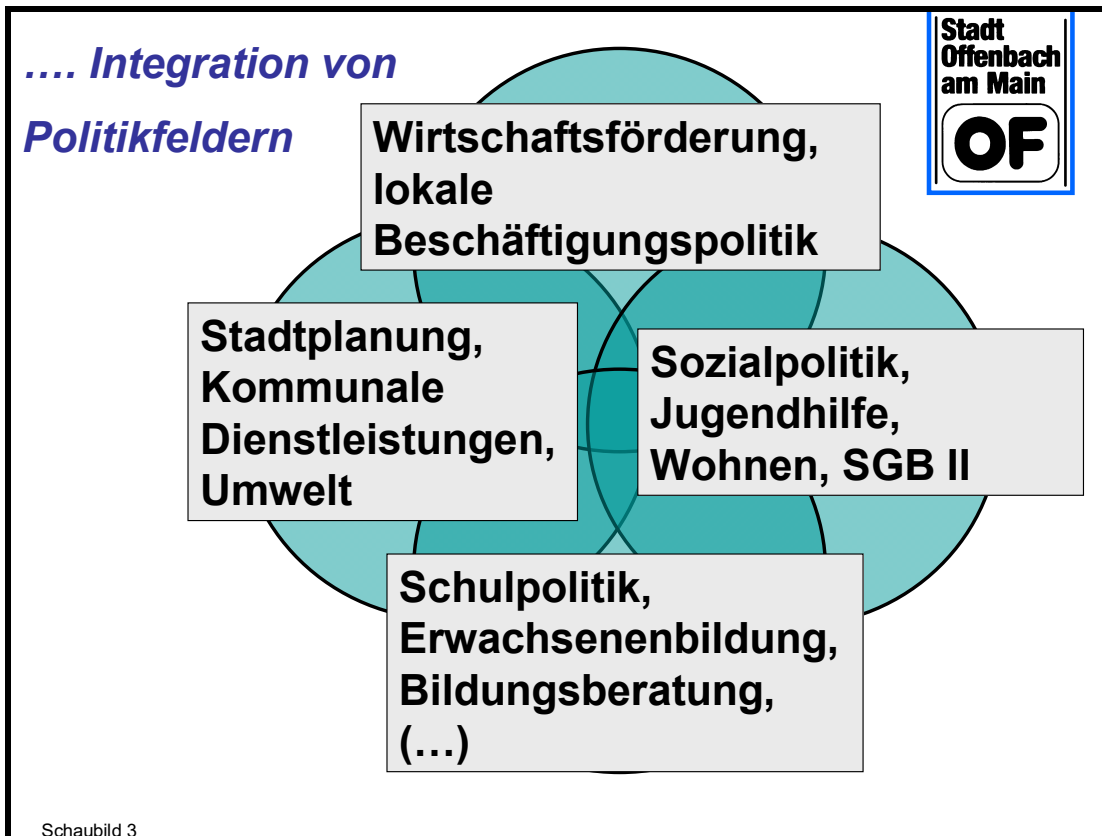 …. Integration von
Politikfeldern
Stadt
Offenbach
am Main
OF
Wirtschaftsförderung,
lokale
Beschäftigungspolitik
Stadtplanung,
Kommunale
Dienstleistungen,
Umwelt
Sozialpolitik,
Jugendhilfe,
Wohnen, SGB II
Schulpolitik,
Erwachsenenbildung,
Bildungsberatung,
(…)
Schaubild 3